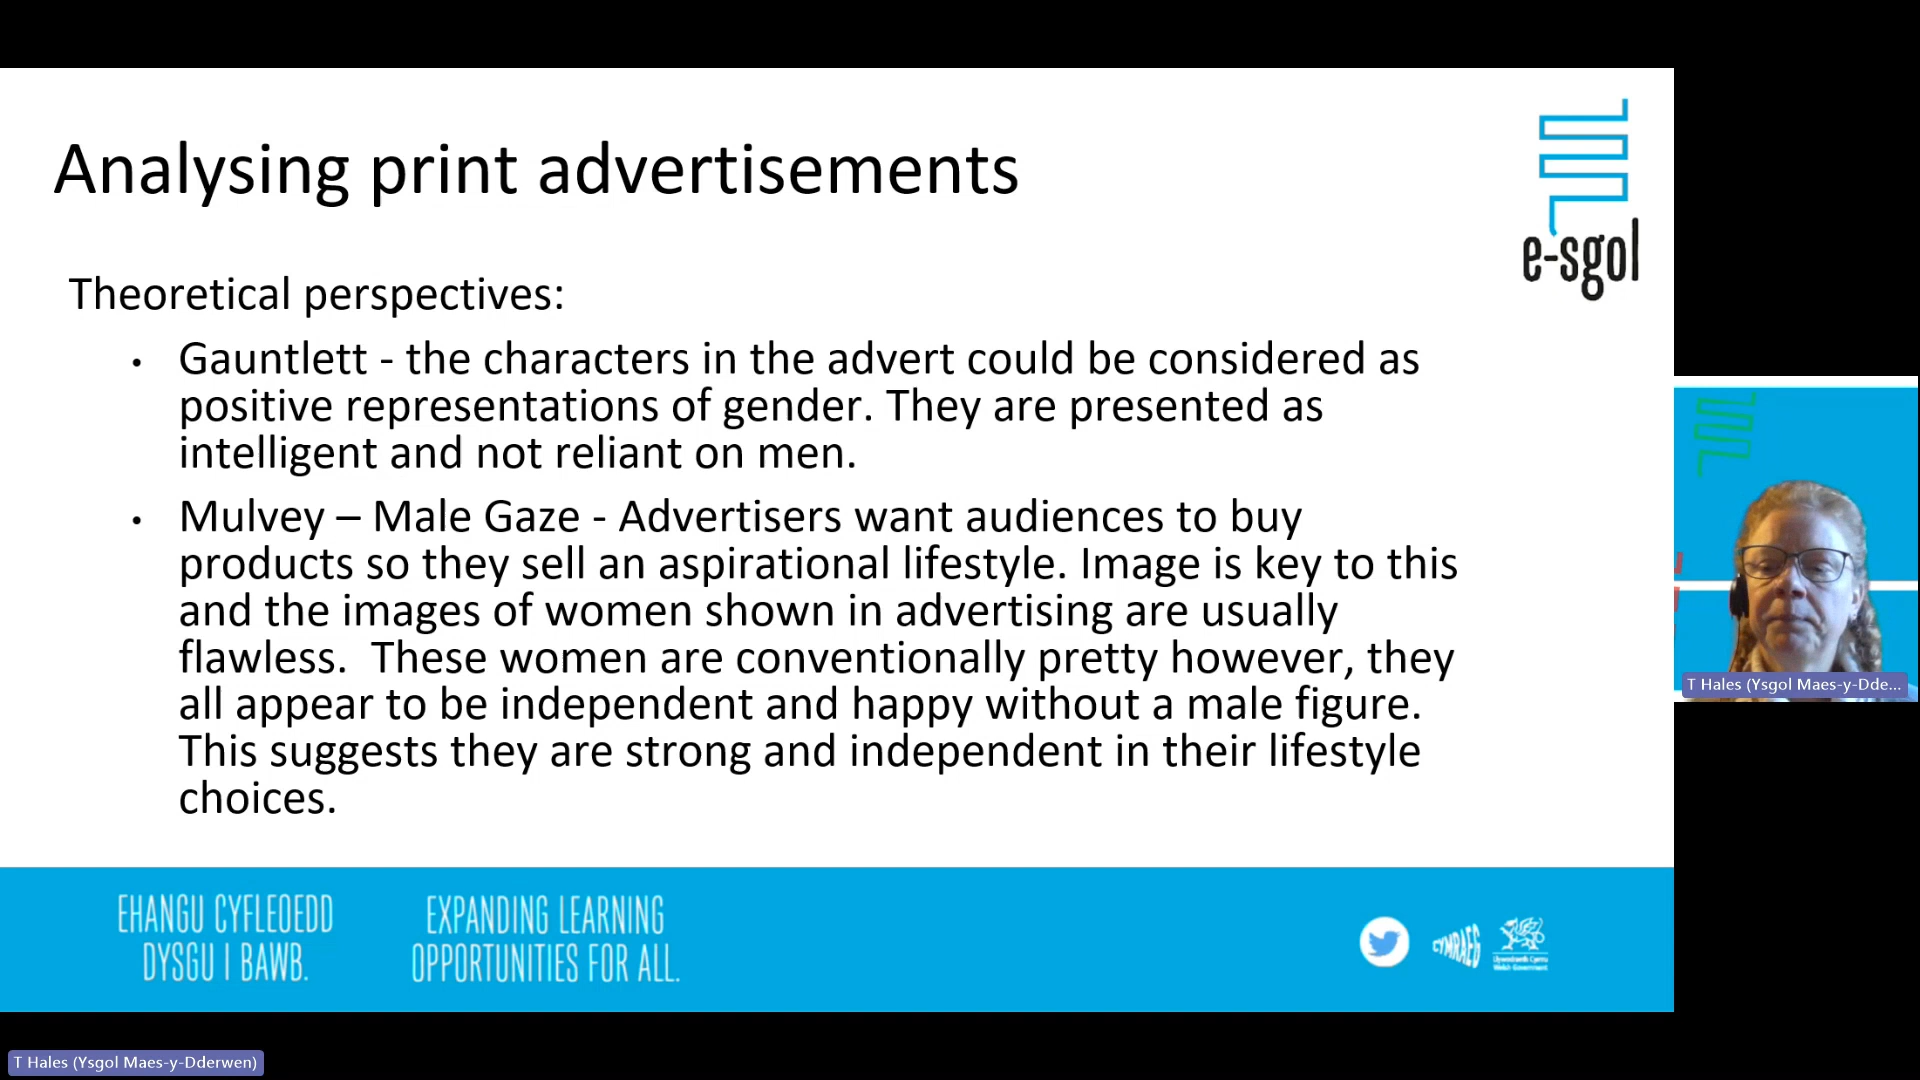 Analysing print advertisements
e-sgol
Theoretical perspectives:
• Gauntlett - the characters in the advert could be considered as
positive representations of gender. They are presented as
intelligent and not reliant on men.
• Mulvey – Male Gaze - Advertisers want audiences to buy
products so they sell an aspirational lifestyle. Image is key to this
and the images of women shown in advertising are usually
flawless.  These women are conventionally pretty however, they
all appear to be independent and happy without a male figure.
This suggests they are strong and independent in their lifestyle
choices.
T Hales (Ysgol Maes-y-Dde...
EHANGU CYFLEOEDD
DYSGU I BAWB.
EXPANDING LEARNING
OPPORTUNITIES FOR ALL.
CYMRAEG
Llywodraeth Cymru
Welsh Government
T Hales (Ysgol Maes-y-Dderwen)